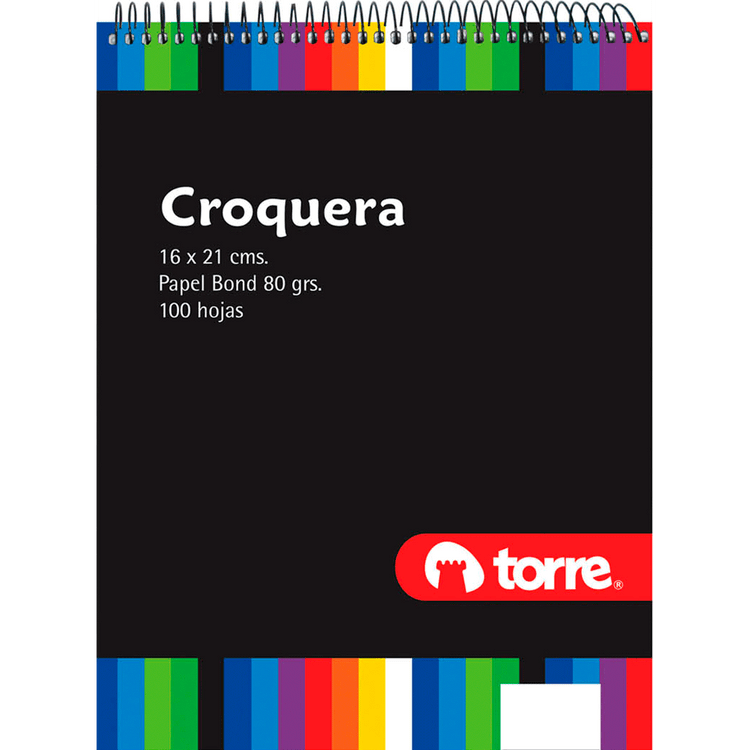 Croquera
16 x 21 cms.
Papel Bond 80 grs.
100 hojas
torre®